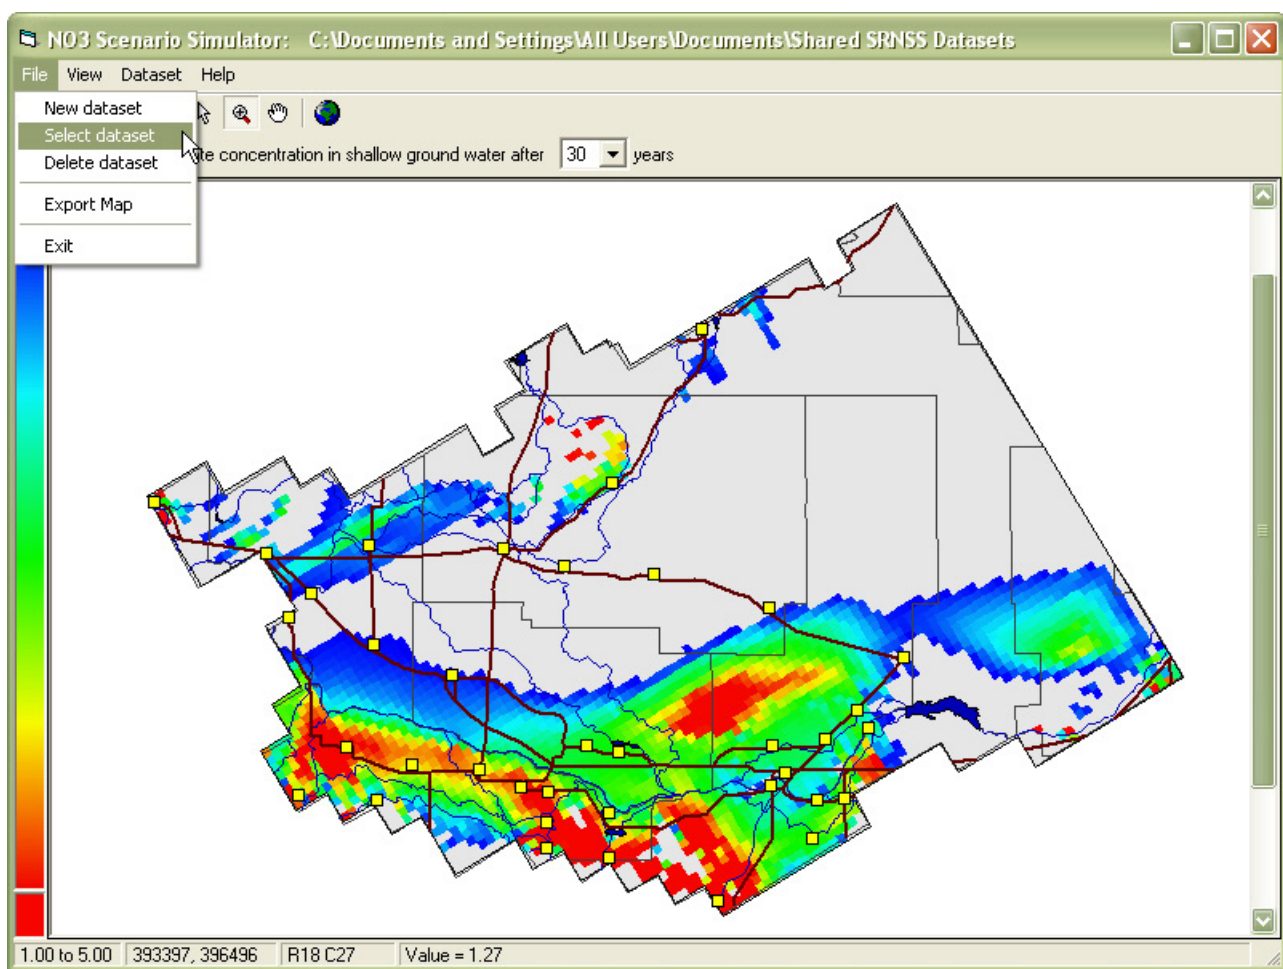 NO3 Scenario Simulator: C:\Documents and Settings\All Users\Documents\Shared SRNSS Datasets
File View Dataset Help
New dataset
Select dataset
Delete dataset
Export Map
Exit
concentration in shallow ground water after 30 years
1.00 to 5.00 393397, 396496 R18 C27 Value = 1.27